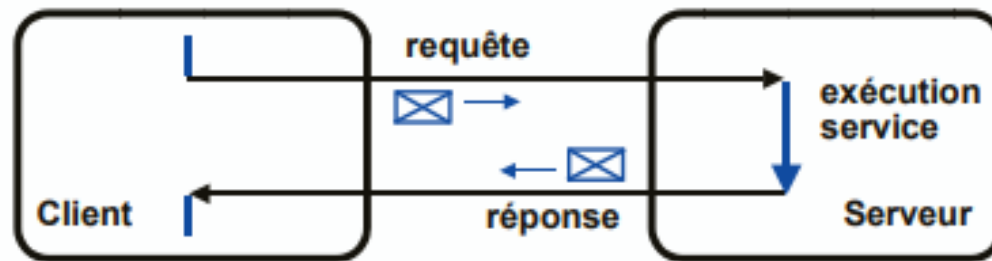 requête
exécution
service
Client
réponse
Serveur